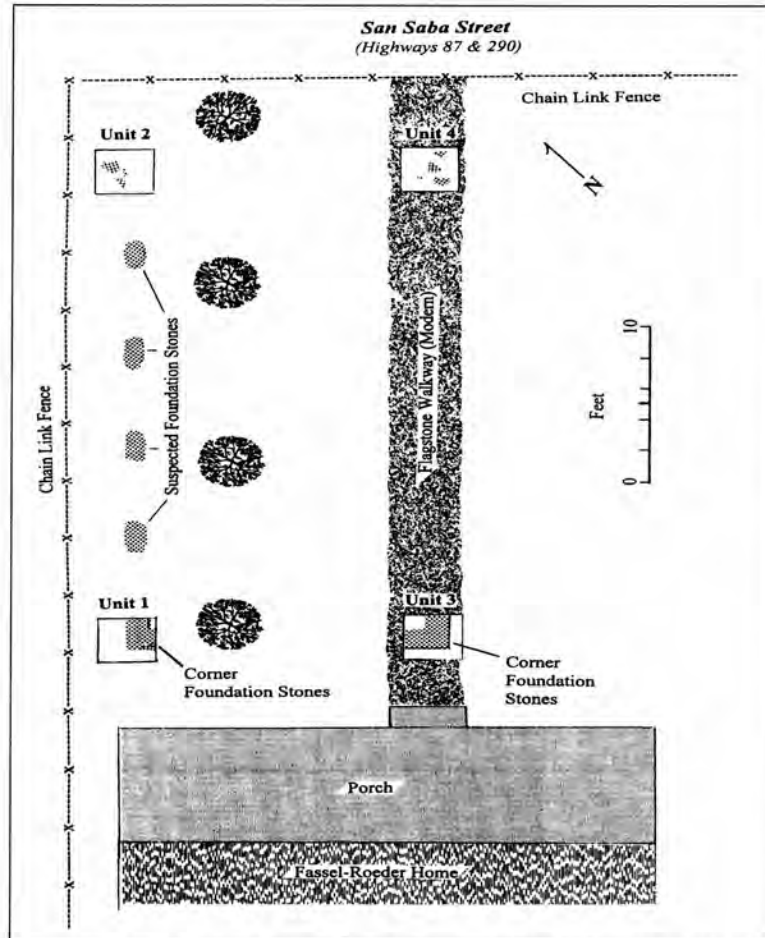 San Saba Street
(Highways 87 & 290)
Chain Link Fence
Unit 2
Unit 4
N
Chain Link Fence
Suspected Foundation Stones
Flagstone Walkway (Modern)
10
Feet
0
Unit 1
Unit 3
Corner
Foundation Stones
Corner
Foundation
Stones
Porch
Fassel-Roeder Home